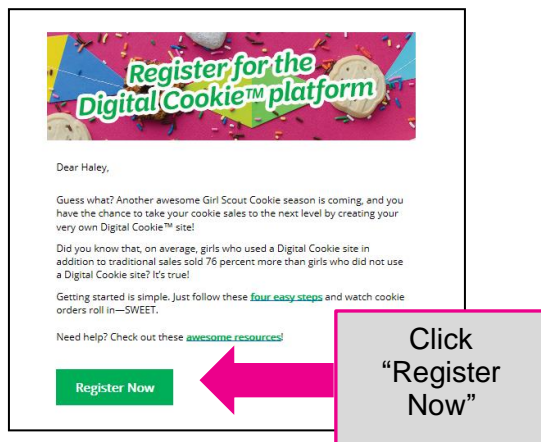 Register for the
Digital Cookie™ platform
Dear Haley,
Guess what? Another awesome Girl Scout Cookie season is coming, and you
have the chance to take your cookie sales to the next level by creating your
very own Digital Cookie™ site!
Did you know that, on average, girls who used a Digital Cookie site in
addition to traditional sales sold 76 percent more than girls who did not use
a Digital Cookie site? It's true!
Getting started is simple. Just follow these four easy steps and watch cookie
orders roll in—SWEET.
Need help? Check out these awesome resources!
Register Now
Click
“Register
Now”